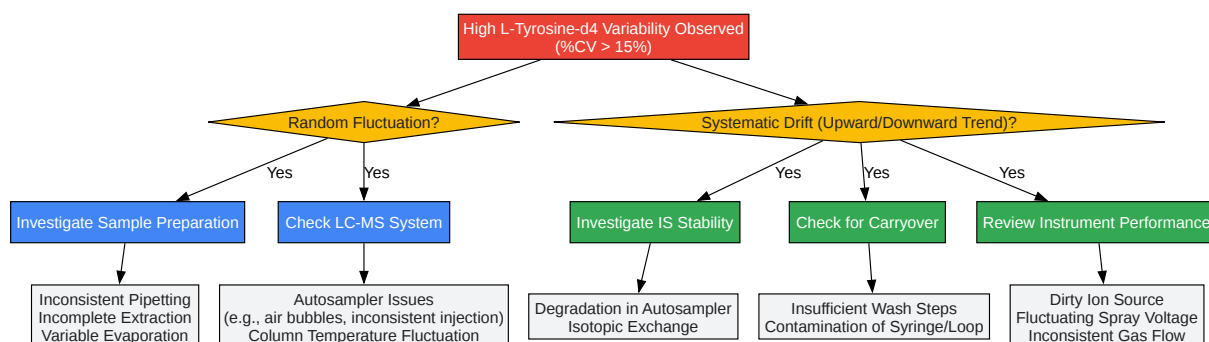 High L-Tyrosine-d4 Variability Observed
(%CV > 15%)
Random Fluctuation?
Systematic Drift (Upward/Downward Trend)?
Yes
Yes
Yes
Yes
Yes
Investigate Sample Preparation
Check LC-MS System
Investigate IS Stability
Check for Carryover
Review Instrument Performance
Inconsistent Pipetting
Incomplete Extraction
Variable Evaporation
Autosampler Issues
(e.g., air bubbles, inconsistent injection)
Column Temperature Fluctuation
Degradation in Autosampler
Isotopic Exchange
Insufficient Wash Steps
Contamination of Syringe/Loop
Dirty Ion Source
Fluctuating Spray Voltage
Inconsistent Gas Flow